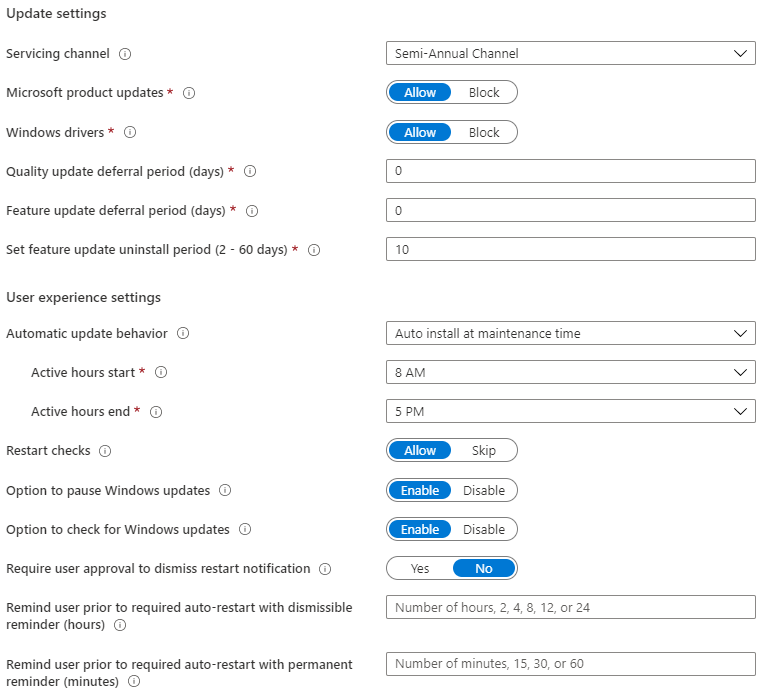 Update settings
Servicing channel
Semi-Annual Channel
Microsoft product updates *
Allow Block
Windows drivers *
Allow Block
Quality update deferral period (days) *
0
Feature update deferral period (days) *
0
Set feature update uninstall period (2 - 60 days) *
10
User experience settings
Automatic update behavior
Auto install at maintenance time
Active hours start *
8 AM
Active hours end *
5 PM
Restart checks
Allow Skip
Option to pause Windows updates
Enable Disable
Option to check for Windows updates
Enable Disable
Require user approval to dismiss restart notification
Yes No
Remind user prior to required auto-restart with dismissible
reminder (hours)
Number of hours, 2, 4, 8, 12, or 24
Remind user prior to required auto-restart with permanent
reminder (minutes)
Number of minutes, 15, 30, or 60